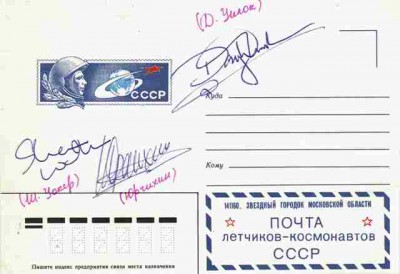 (Д. Уилок)
СССР
Куда
Кому
(Ш. Уокер)
(Юрчихин)
141160. ЗВЕЗДНЫЙ ГОРОДОК МОСКОВСКОЙ ОБЛАСТИ
ПОЧТА
ЛЕТЧИКОВ-КОСМОНАВТОВ
СССР
Пишите индекс предприятия связи места назначения